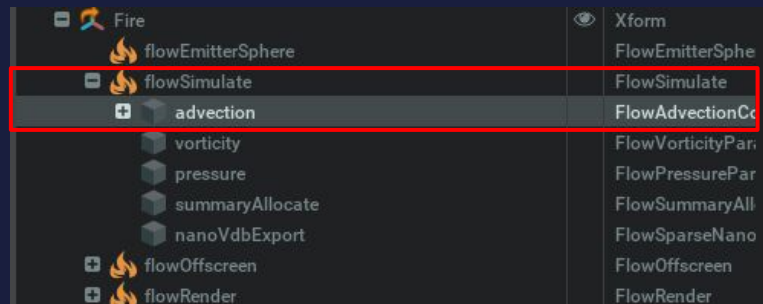 Fire Xform
flowEmitterSphere FlowEmitterSphe
flowSimulate FlowSimulate
advection FlowAdvectionCo
vorticity FlowVorticityPara
pressure FlowPressurePar
summaryAllocate FlowSummaryAll
nanoVdbExport FlowSparseNano
flowOffscreen FlowOffscreen
flowRender FlowRender